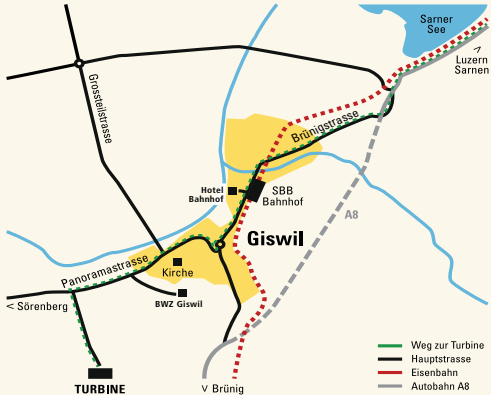 Sarner
See
Luzern
Sarnen
Grossteilstrasse
Brünigstrasse
Hotel
Bahnhof
SBB
Bahnhof
A8
Giswil
Panoramastrasse
Kirche
BWZ Giswil
< Sörenberg
TURBINE
V Brünig
Weg zur Turbine
Hauptstrasse
Eisenbahn
Autobahn A8